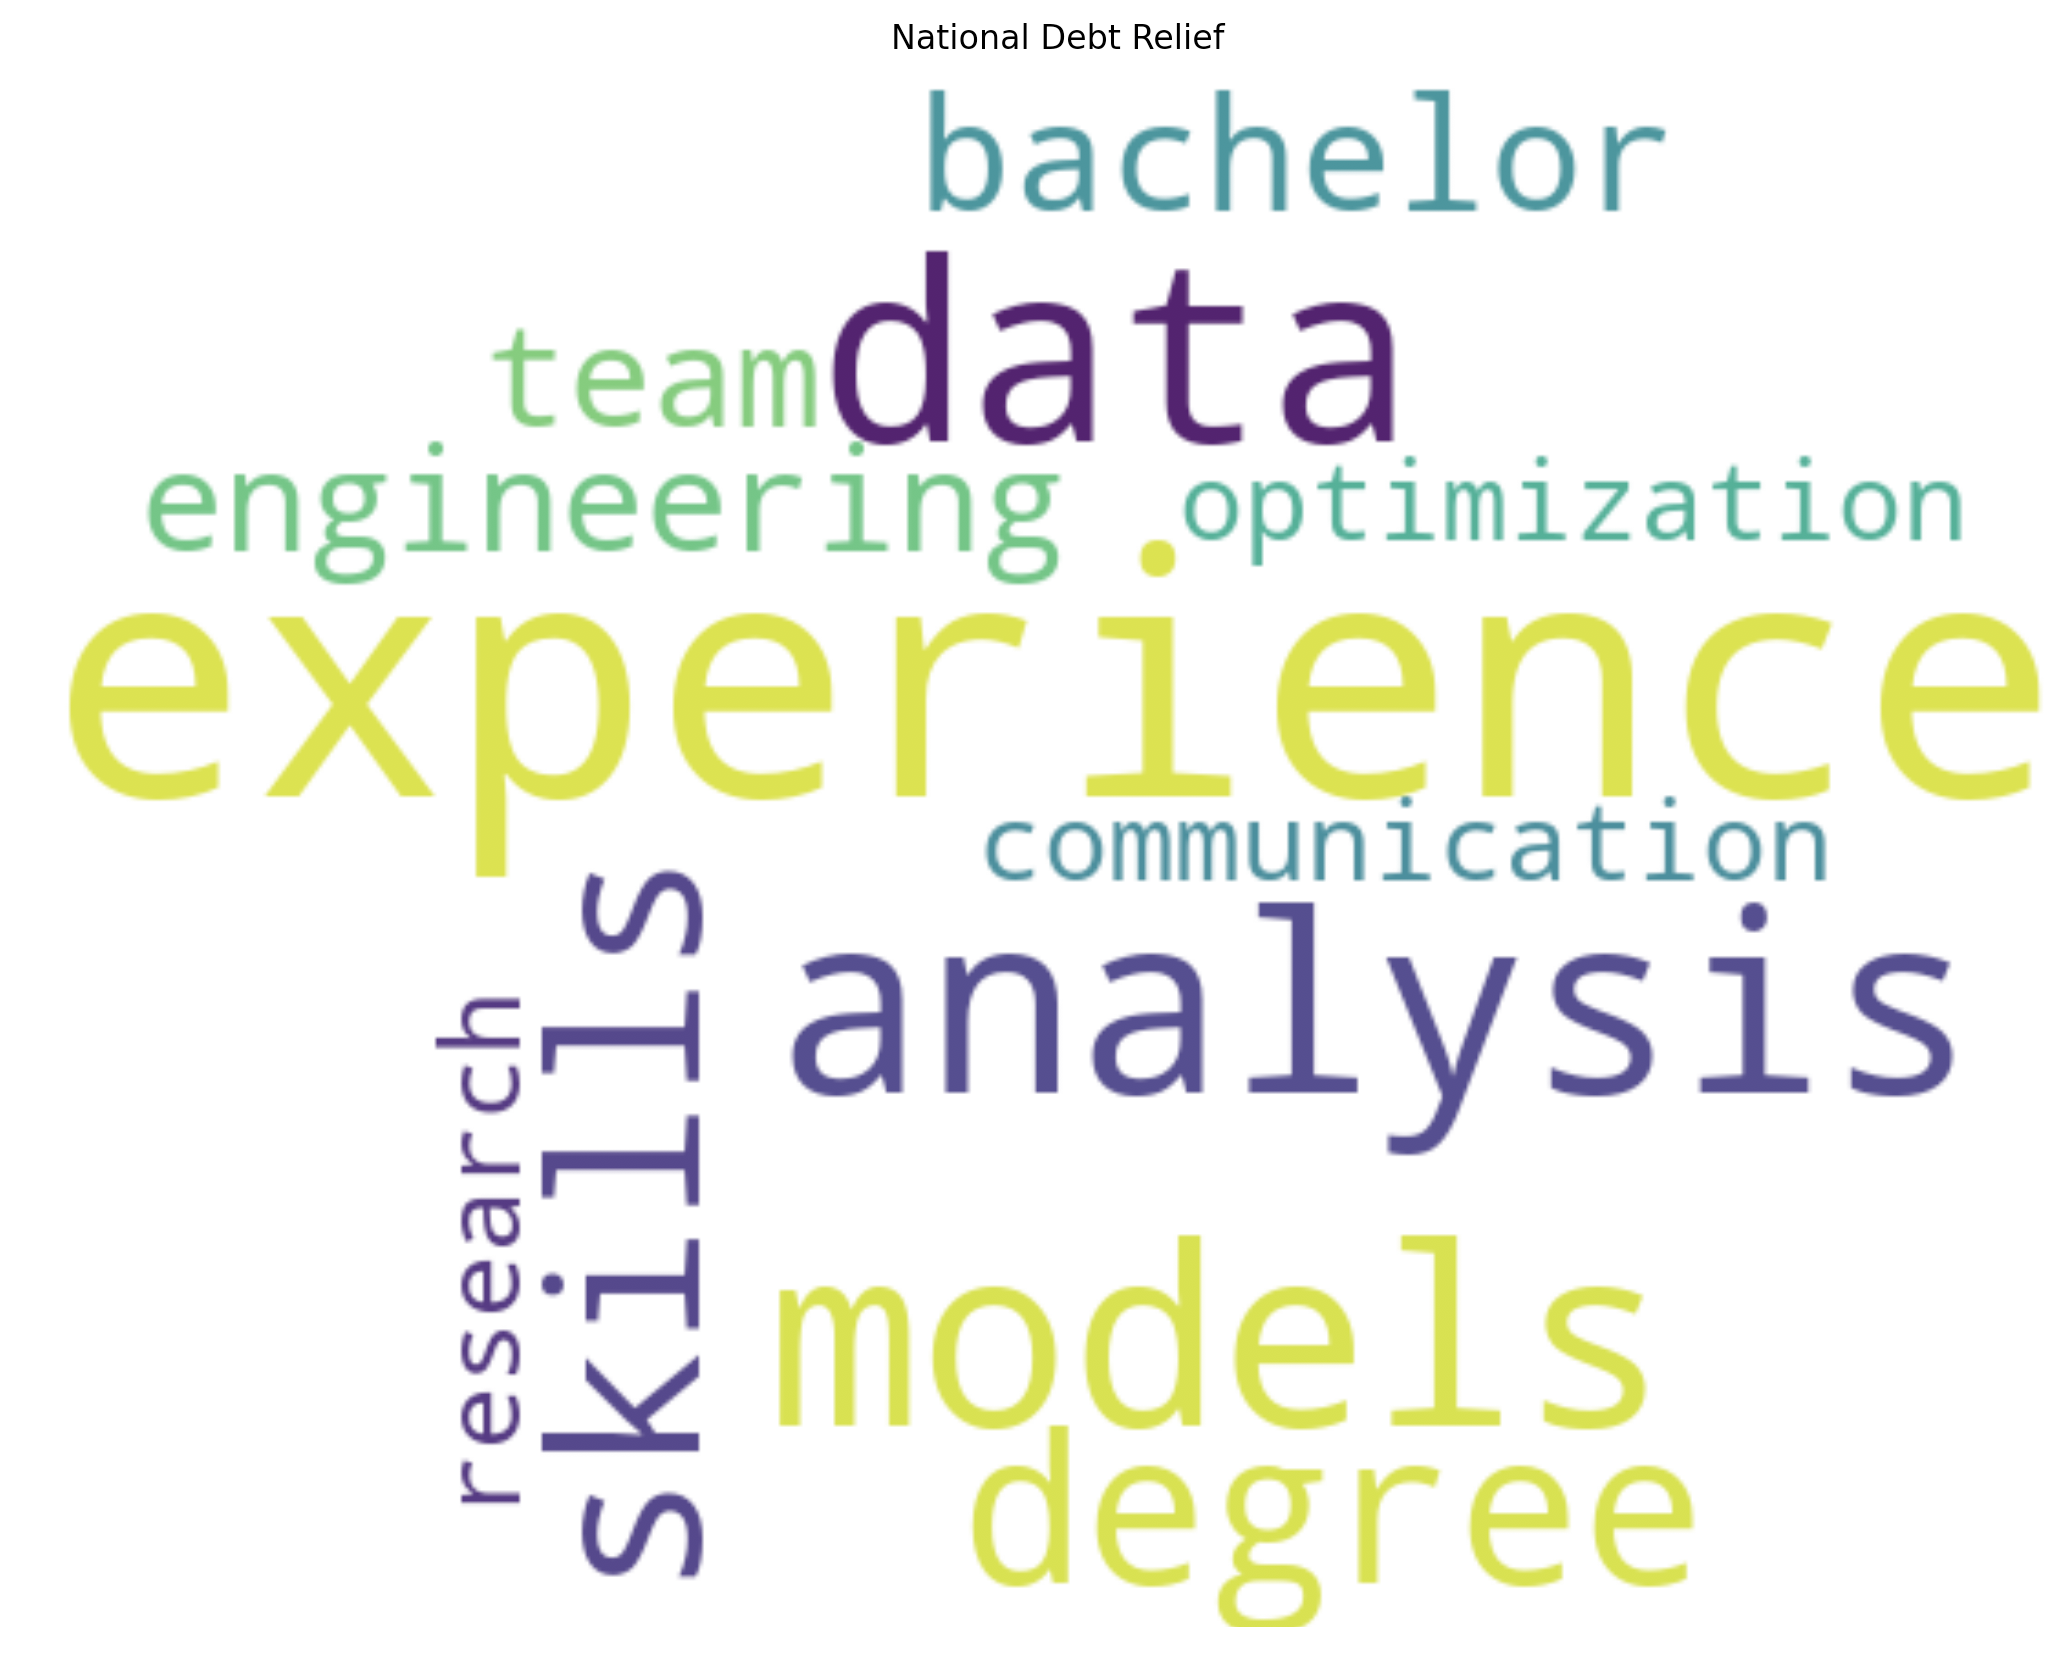 National Debt Relief
bachelor
data
team
engineering
optimization
experience
communication
skills
analysis
research
models
degree